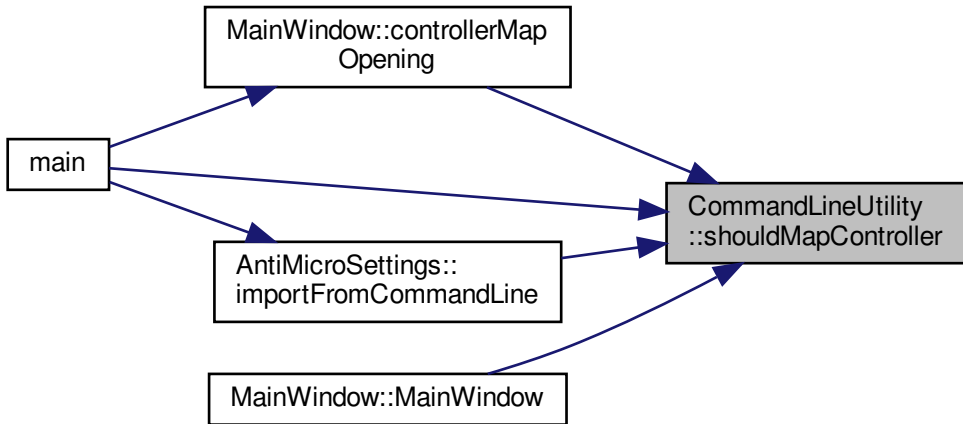 MainWindow::controllerMap
Opening
main
CommandLineUtility
::shouldMapController
AntiMicroSettings::
importFromCommandLine
MainWindow::MainWindow